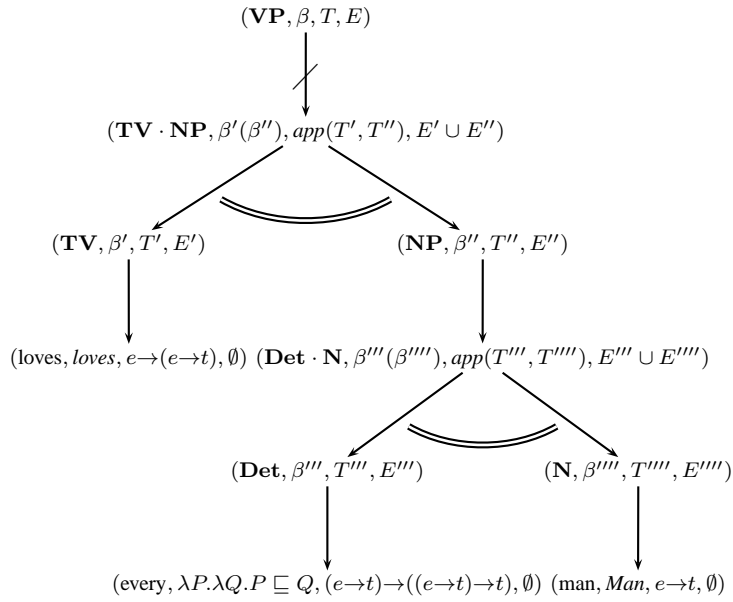 (VP, β, T, E)
(TV · NP, β′(β″), app(T′, T″), E′ ∪ E″)
(TV, β′, T′, E′) (NP, β″, T″, E″)
(loves, loves, e→(e→t), ∅) (Det · N, β‴(β⁗), app(T‴, T⁗), E‴ ∪ E⁗)
(Det, β‴, T‴, E‴) (N, β⁗, T⁗, E⁗)
(every, λP.λQ.P ⊑ Q, (e→t)→((e→t)→t), ∅) (man, Man, e→t, ∅)